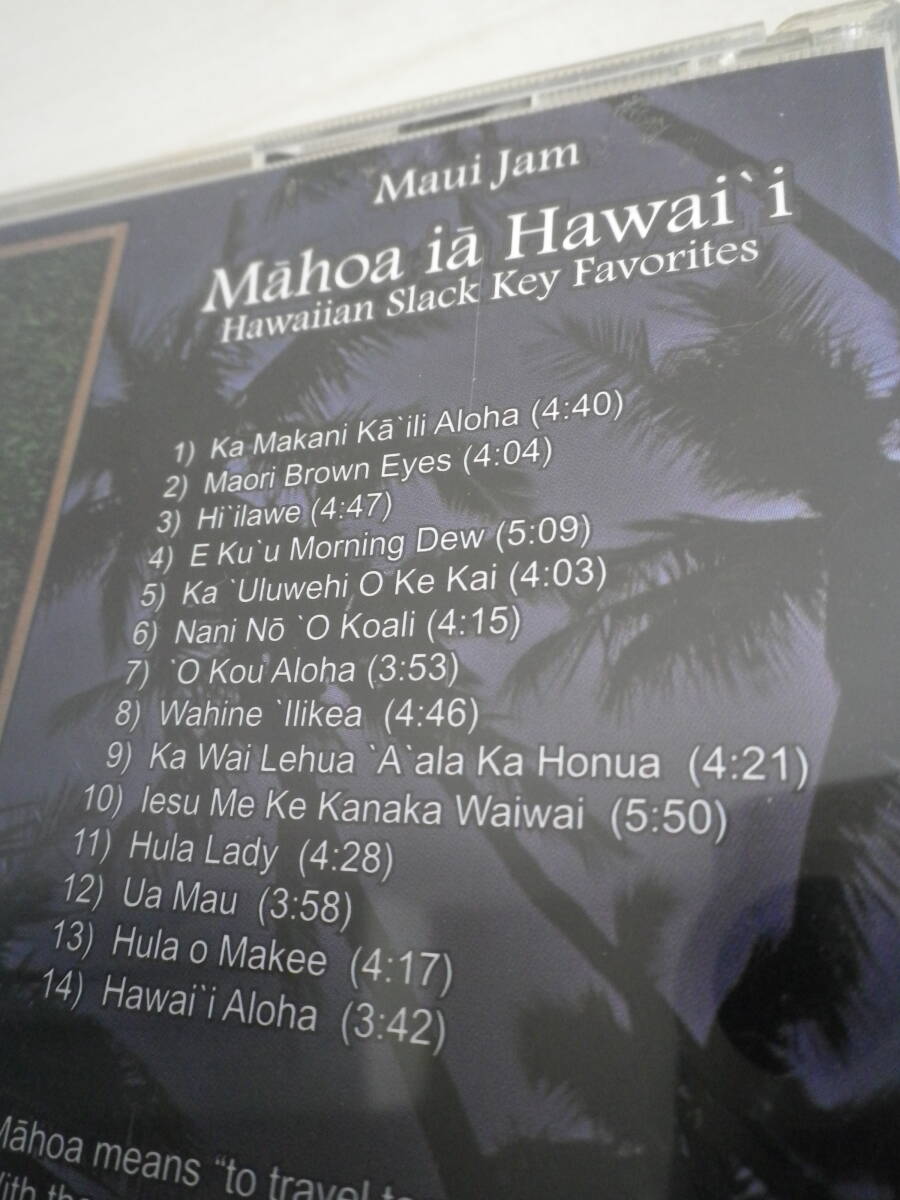 Maui Jam
Māhoa iā Hawai`i
Hawaiian Slack Key Favorites
1) Ka Makani Kā`ili Aloha (4:40)
2) Maori Brown Eyes (4:04)
3) Hi`ilawe (4:47)
4) E Ku`u Morning Dew (5:09)
5) Ka `Uluwehi O Ke Kai (4:03)
6) Nani Nō `O Koali (4:15)
7) `O Kou Aloha (3:53)
8) Wahine `Ilikea (4:46)
9) Ka Wai Lehua `A`ala Ka Honua (4:21)
10) Iesu Me Ke Kanaka Waiwai (5:50)
11) Hula Lady (4:28)
12) Ua Mau (3:58)
13) Hula o Makee (4:17)
14) Hawai`i Aloha (3:42)
Māhoa means “to travel